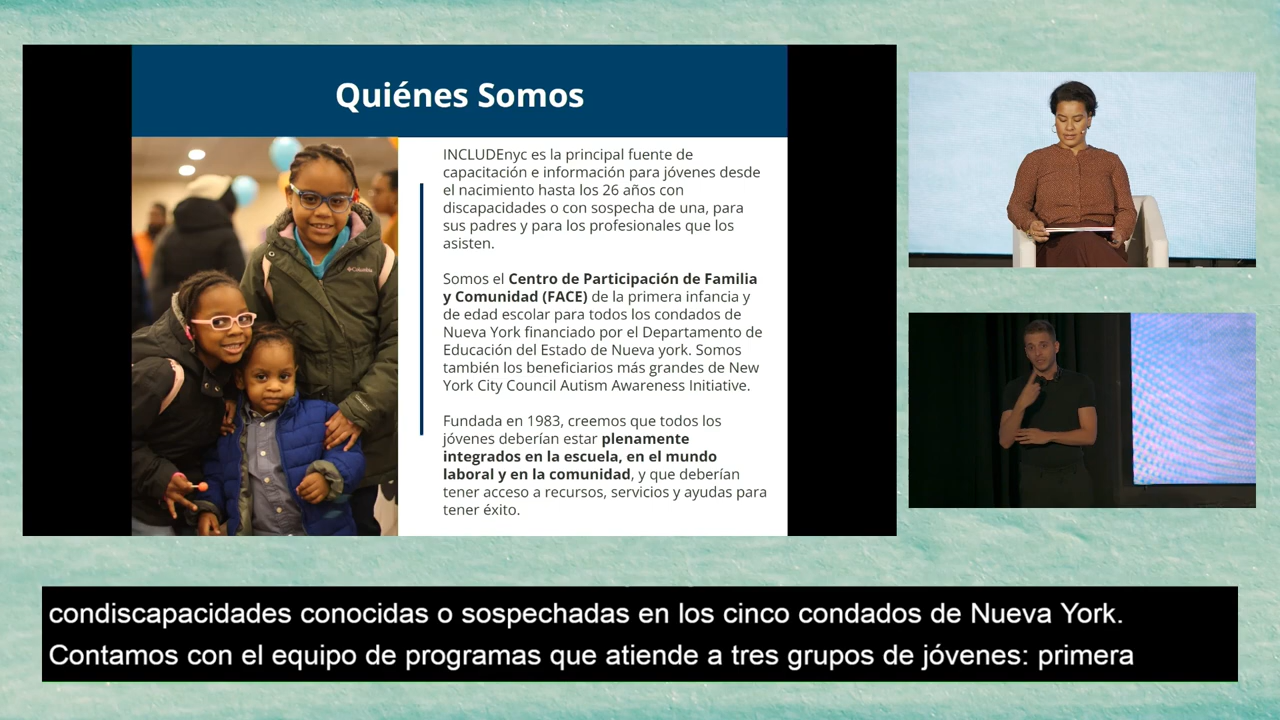 Quiénes Somos
INCLUDEnyc es la principal fuente de
capacitación e información para jóvenes desde
el nacimiento hasta los 26 años con
discapacidades o con sospecha de una, para
sus padres y para los profesionales que los
asisten.
Somos el Centro de Participación de Familia
y Comunidad (FACE) de la primera infancia y
de edad escolar para todos los condados de
Nueva York financiado por el Departamento de
Educación del Estado de Nueva york. Somos
también los beneficiarios más grandes de New
York City Council Autism Awareness Initiative.
Fundada en 1983, creemos que todos los
jóvenes deberían estar plenamente
integrados en la escuela, en el mundo
laboral y en la comunidad, y que deberían
tener acceso a recursos, servicios y ayudas para
tener éxito.
Columbia
condiscapacidades conocidas o sospechadas en los cinco condados de Nueva York.
Contamos con el equipo de programas que atiende a tres grupos de jóvenes: primera